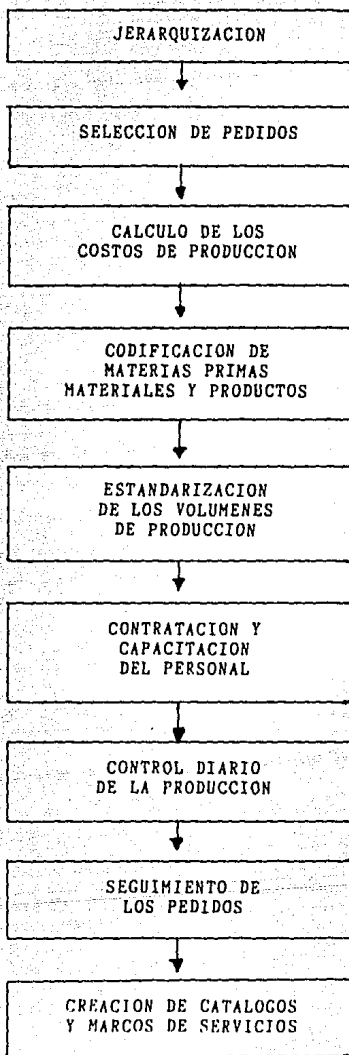 JERARQUIZACION
SELECCION DE PEDIDOS
CALCULO DE LOS
COSTOS DE PRODUCCION
CODIFICACION DE
MATERIAS PRIMAS
MATERIALES Y PRODUCTOS
ESTANDARIZACION
DE LOS VOLUMENES
DE PRODUCCION
CONTRATACION Y
CAPACITACION
DEL PERSONAL
CONTROL DIARIO
DE LA PRODUCCION
SEGUIMIENTO DE
LOS PEDIDOS
CREACION DE CATALOGOS
Y MARCOS DE SERVICIOS